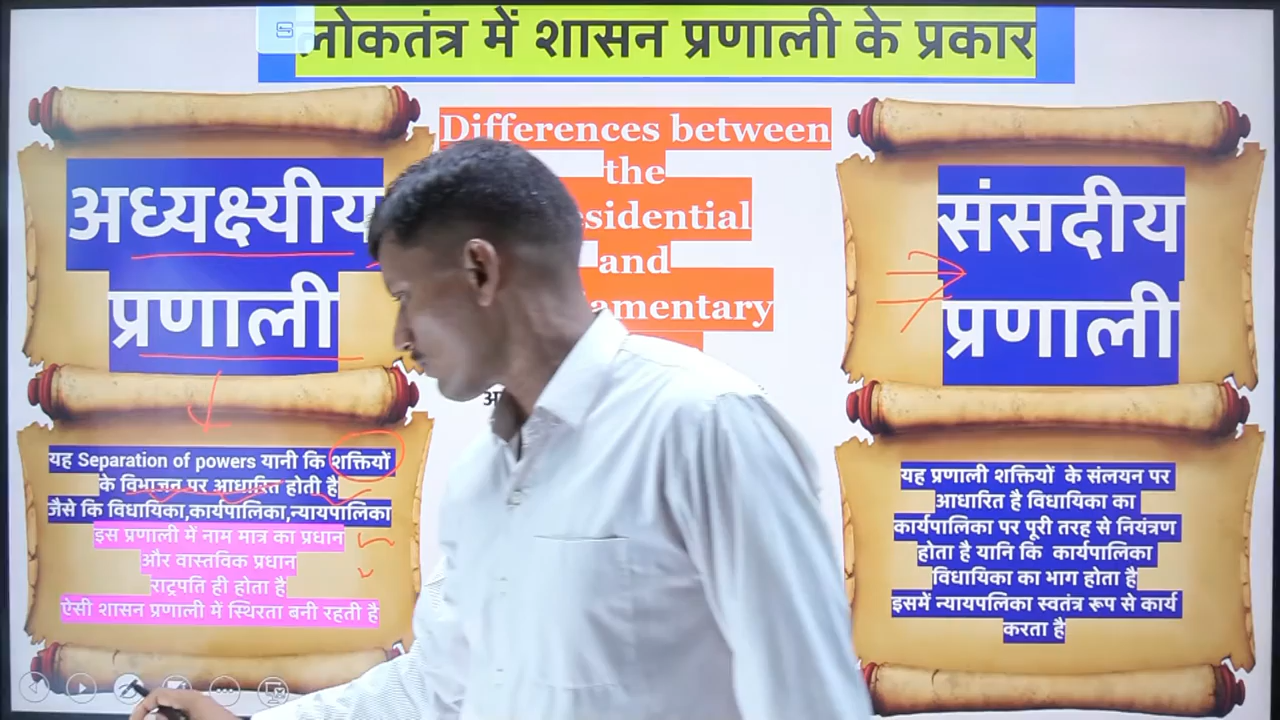 लोकतंत्र में शासन प्रणाली के प्रकार
अध्यक्ष्यीय
प्रणाली
यह Separation of powers यानी कि शक्तियों
के विभाजन पर आधारित होती है
जैसे कि विधायिका,कार्यपालिका,न्यायपालिका
इस प्रणाली में नाम मात्र का प्रधान
और वास्तविक प्रधान
राट्रपति ही होता है
ऐसी शासन प्रणाली में स्थिरता बनी रहती है
Differences between
the
and
संसदीय
प्रणाली
यह प्रणाली शक्तियों के संलयन पर
आधारित है विधायिका का
कार्यपालिका पर पूरी तरह से नियंत्रण
होता है यानि कि कार्यपालिका
विधायिका का भाग होता है
इसमें न्यायपलिका स्वतंत्र रूप से कार्य
करता है